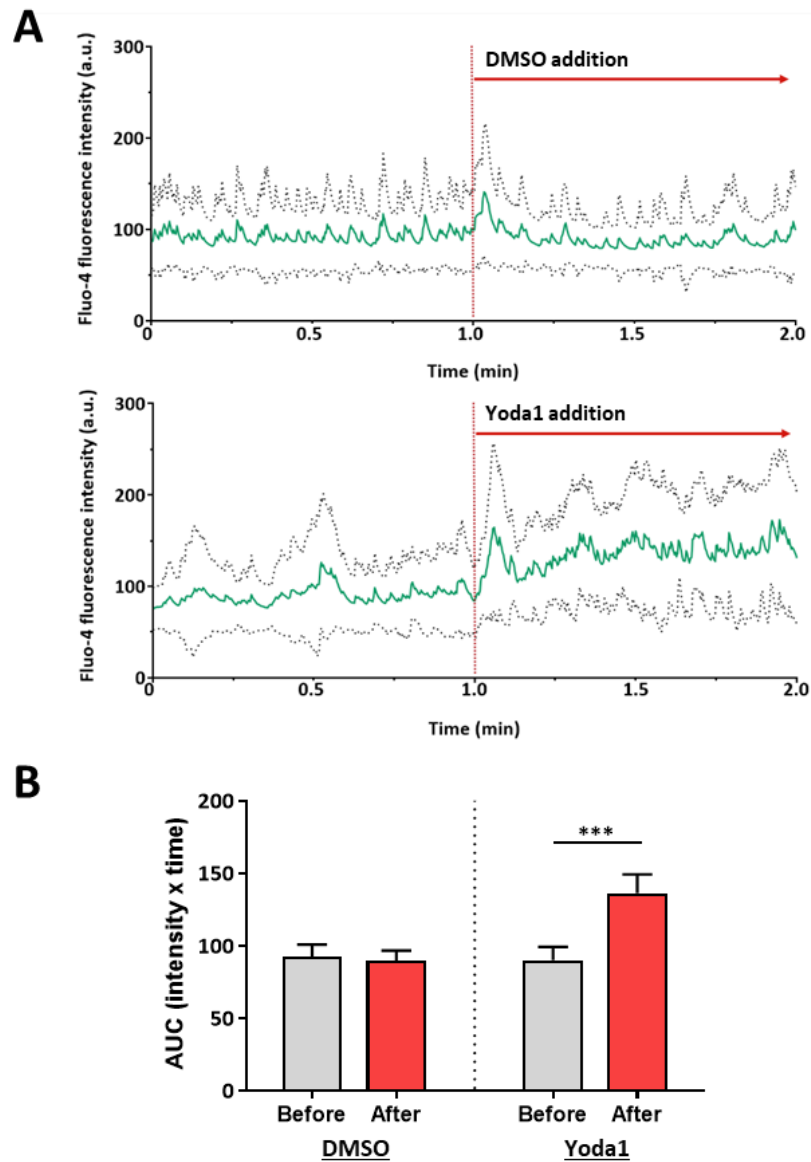 A
Fluo-4 fluorescence intensity (a.u.)
300
200
100
0
DMSO addition
0
0.5
1.0
1.5
2.0
Time (min)
Fluo-4 fluorescence intensity (a.u.)
300
200
100
0
Yoda1 addition
0
0.5
1.0
1.5
2.0
Time (min)
B
AUC (intensity x time)
200
150
100
50
0
***
Before After Before After
DMSO Yoda1